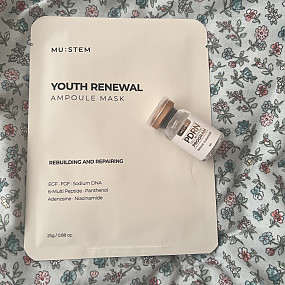 MU:STEM
YOUTH RENEWAL
AMPOULE MASK
REBUILDING AND REPAIRING
EGF · FGF · Sodium DNA
6-Multi Peptide · Panthenol
Adenosine · Niacinamide
25g / 0.88 oz.
PDRN